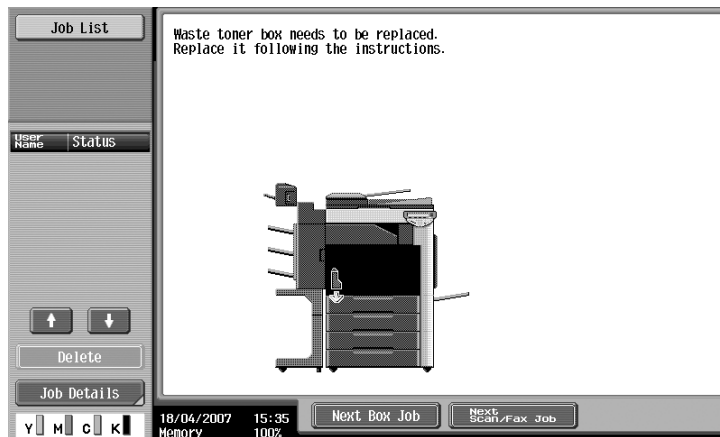 Job List
Waste toner box needs to be replaced.
Replace it following the instructions.
User
Name
Status
Delete
Job Details
Y M C K
18/04/2007 15:35
Memory 100%
Next Box Job
Next
Scan/Fax Job